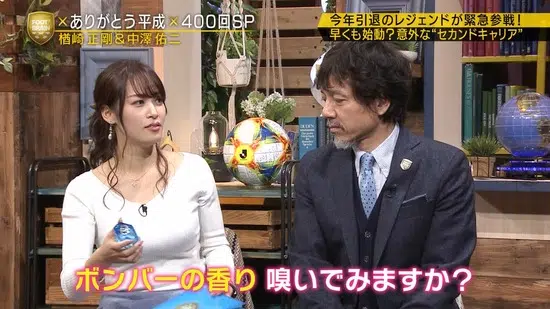 FOOT BRAIN
×ありがとう平成×400回SP
楢﨑 正剛&中澤 佑二
今年引退のレジェンドが緊急参戦!
早くも始動?意外な"セカンドキャリア"
ボンバーの香り 嗅いでみますか?